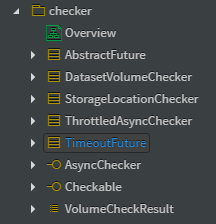 checker
Overview
AbstractFuture
DatasetVolumeChecker
StorageLocationChecker
ThrottledAsyncChecker
TimeoutFuture
AsyncChecker
Checkable
VolumeCheckResult